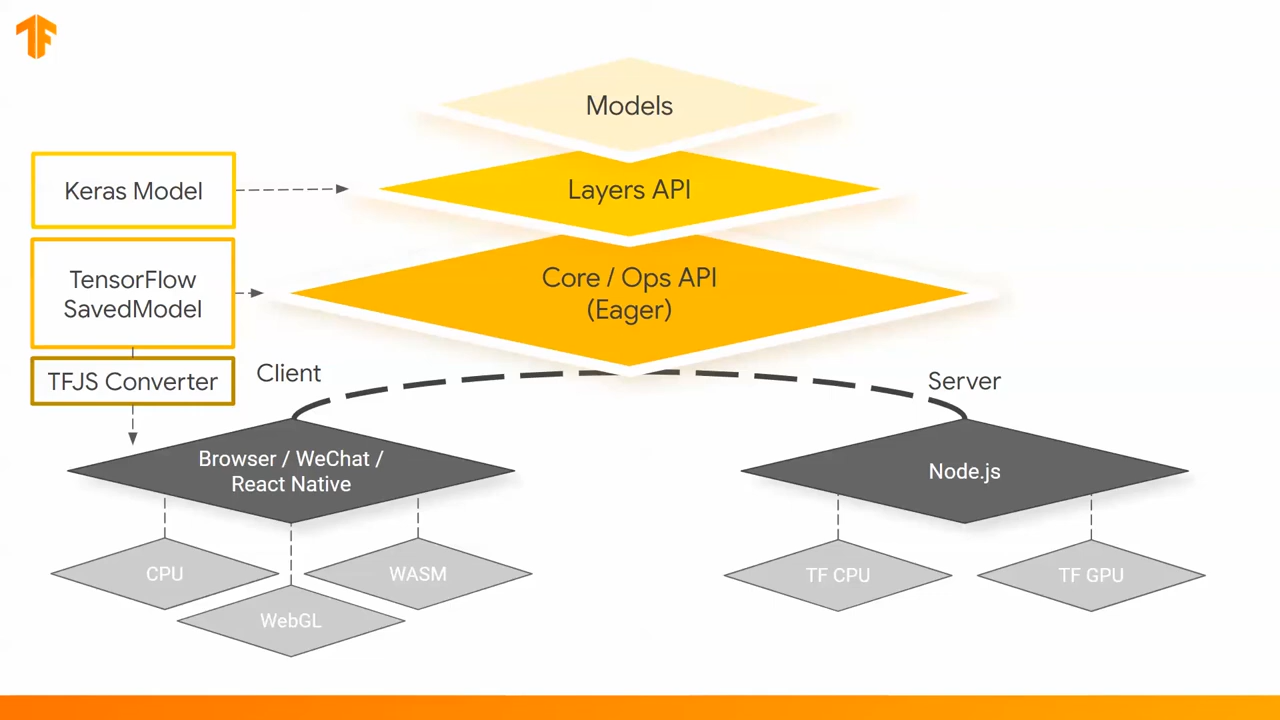 Models
Keras Model
Layers API
TensorFlow
SavedModel
Core / Ops API
(Eager)
TFJS Converter
Client
Server
Browser / WeChat /
React Native
Node.js
CPU
WebGL
WASM
TF CPU
TF GPU